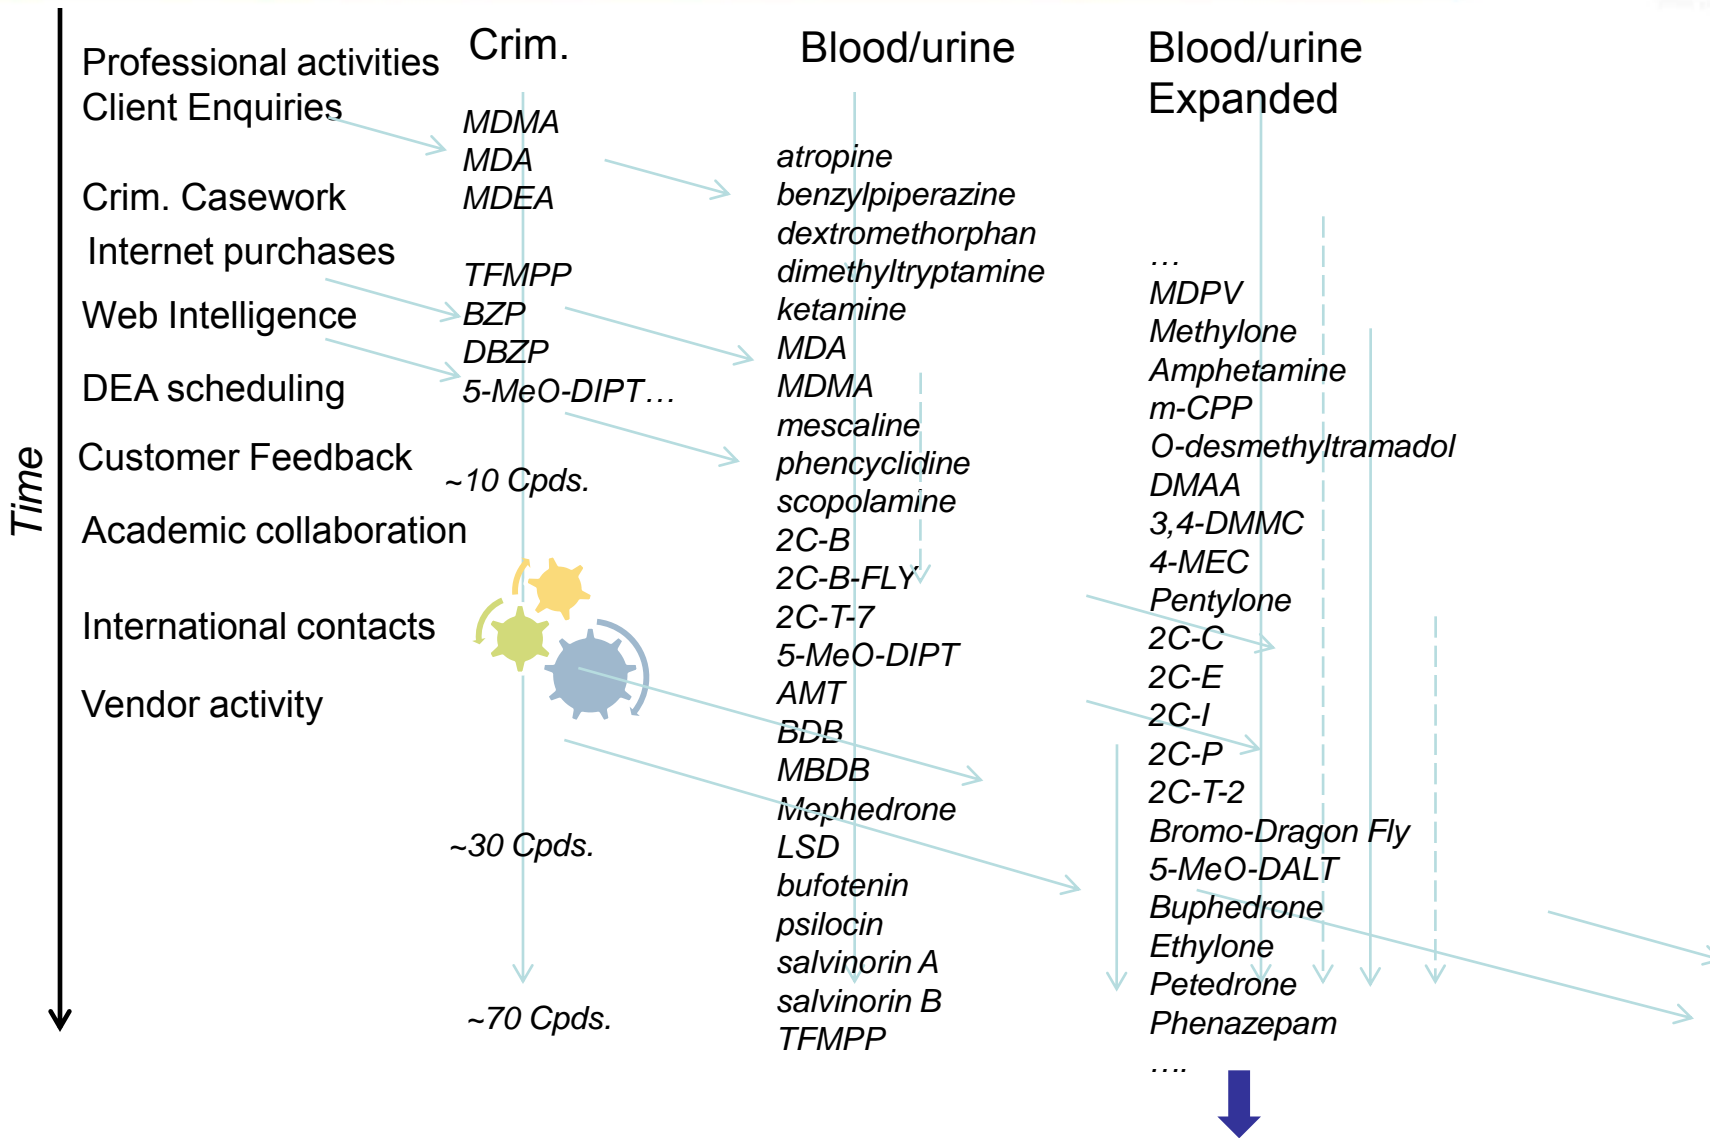 Time
Professional activities
Client Enquiries
Crim. Casework
Internet purchases
Web Intelligence
DEA scheduling
Customer Feedback
Academic collaboration
International contacts
Vendor activity
Crim.
MDMA
MDA
MDEA
TFMPP
BZP
DBZP
5-MeO-DIPT…
~10 Cpds.
~30 Cpds.
~70 Cpds.
Blood/urine
atropine
benzylpiperazine
dextromethorphan
dimethyltryptamine
ketamine
MDA
MDMA
mescaline
phencyclidine
scopolamine
2C-B
2C-B-FLY
2C-T-7
5-MeO-DIPT
AMT
BDB
MBDB
Mephedrone
LSD
bufotenin
psilocin
salvinorin A
salvinorin B
TFMPP
Blood/urine
Expanded
…
MDPV
Methylone
Amphetamine
m-CPP
O-desmethyltramadol
DMAA
3,4-DMMC
4-MEC
Pentylone
2C-C
2C-E
2C-I
2C-P
2C-T-2
Bromo-Dragon Fly
5-MeO-DALT
Buphedrone
Ethylone
Petedrone
Phenazepam
….